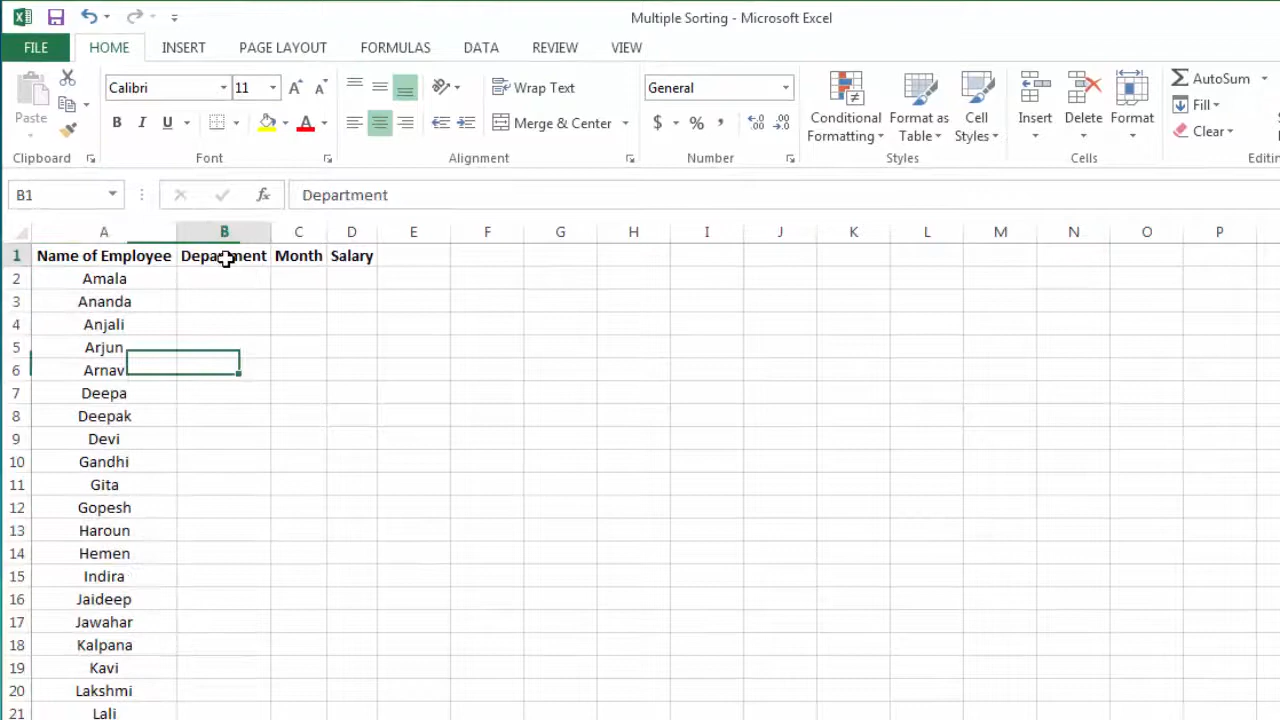 Multiple Sorting - Microsoft Excel
FILE HOME INSERT PAGE LAYOUT FORMULAS DATA REVIEW VIEW
Calibri 11 Wrap Text General AutoSum
Paste B I U Merge & Center $ % , Conditional Formatting Format as Table Cell Styles Insert Delete Format Fill
Clear
Clipboard Font Alignment Number Styles Cells Editin
B1 fx Department
A B C D E F G H I J K L M N O P
1 Name of Employee Department Month Salary
2 Amala
3 Ananda
4 Anjali
5 Arjun
6 Arnav
7 Deepa
8 Deepak
9 Devi
10 Gandhi
11 Gita
12 Gopesh
13 Haroun
14 Hemen
15 Indira
16 Jaideep
17 Jawahar
18 Kalpana
19 Kavi
20 Lakshmi
21 Lali